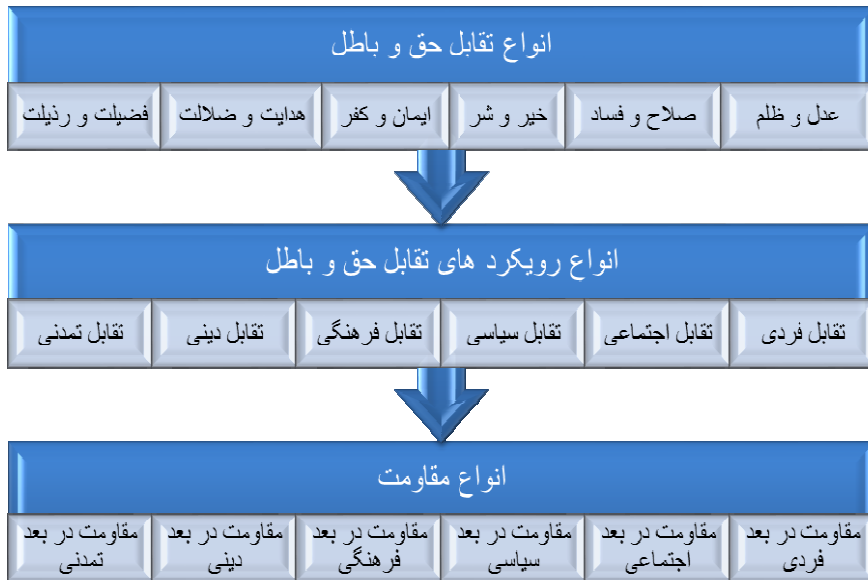 انواع تقابل حق و باطل
عدل و ظلم
صلاح و فساد
خیر و شر
ایمان و کفر
هدایت و ضلالت
فضیلت و رذیلت
انواع رویکرد های تقابل حق و باطل
تقابل فردی
تقابل اجتماعی
تقابل سیاسی
تقابل فرهنگی
تقابل دینی
تقابل تمدنی
انواع مقاومت
مقاومت در بعد
فردی
مقاومت در بعد
اجتماعی
مقاومت در بعد
سیاسی
مقاومت در بعد
فرهنگی
مقاومت در بعد
دینی
مقاومت در بعد
تمدنی